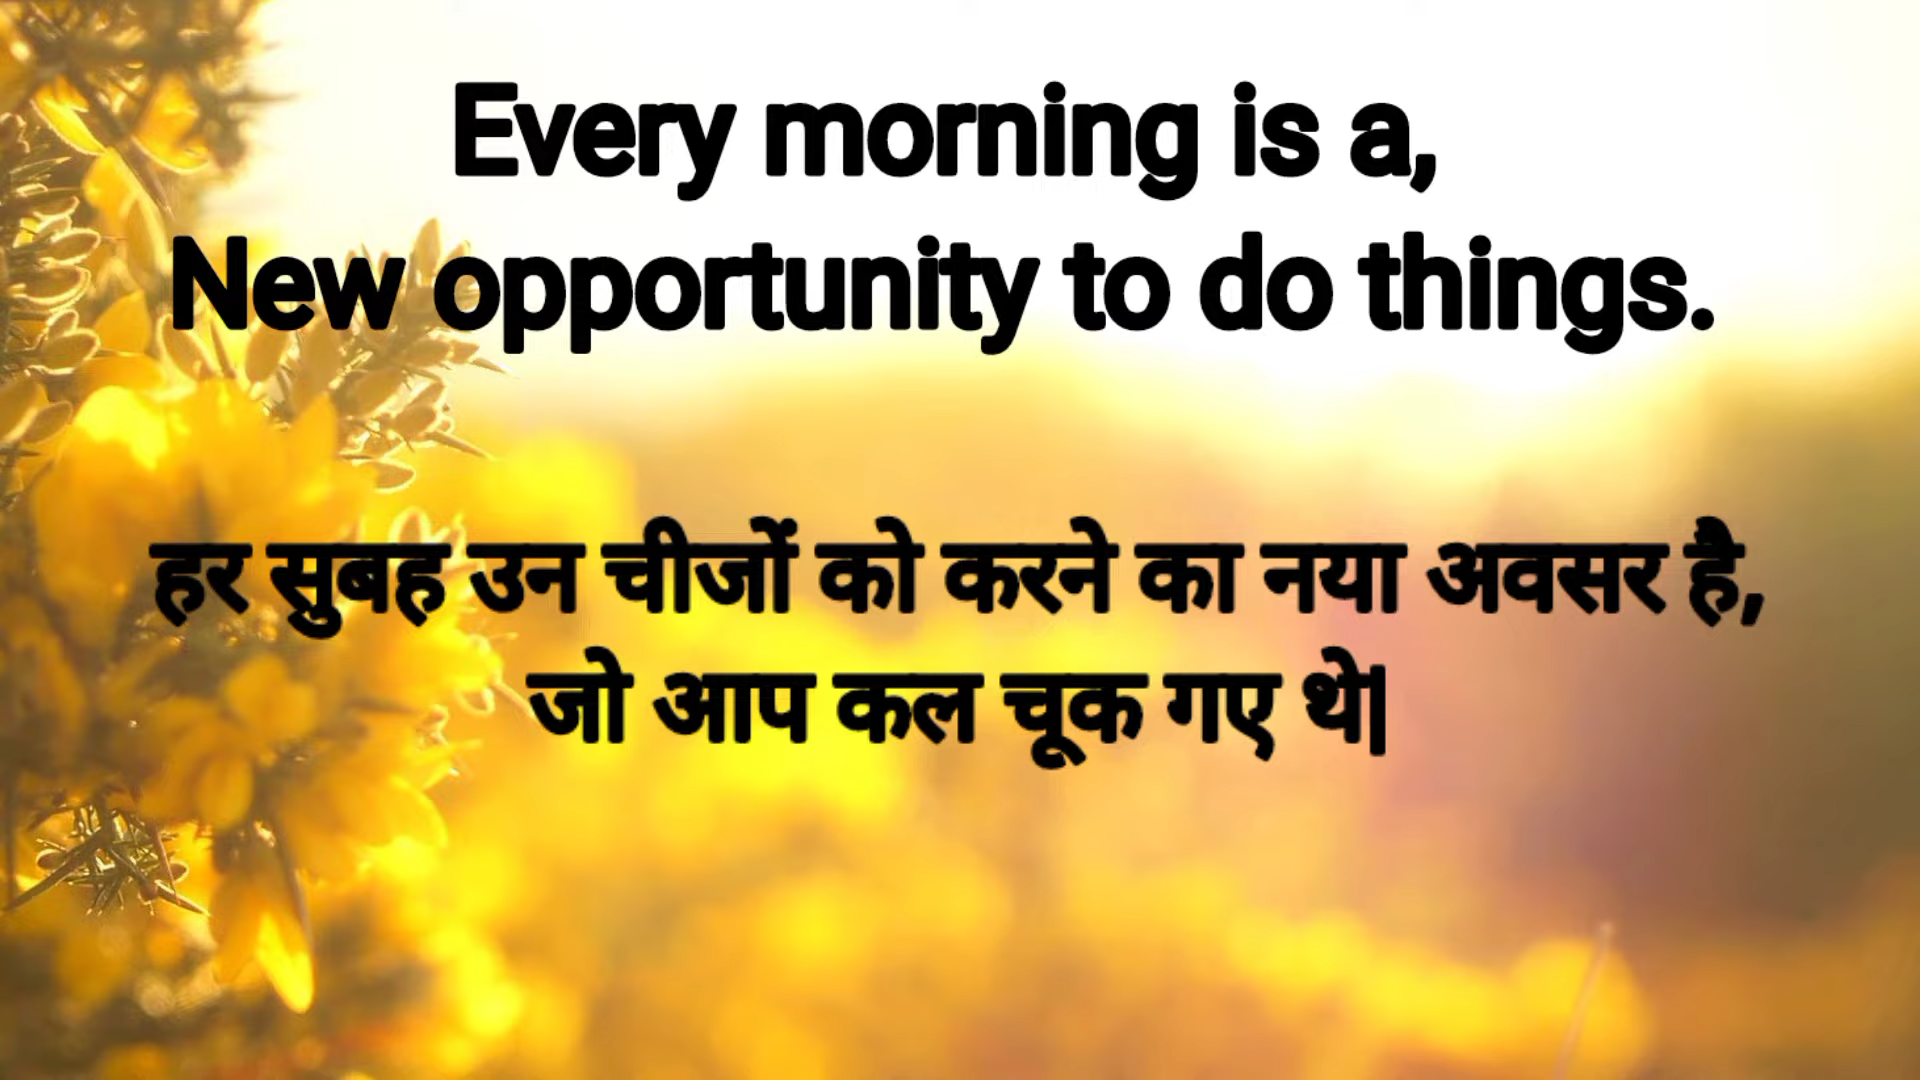 Every morning is a,
New opportunity to do things.
हर सुबह उन चीजों को करने का नया अवसर है,
जो आप कल चूक गए थे|